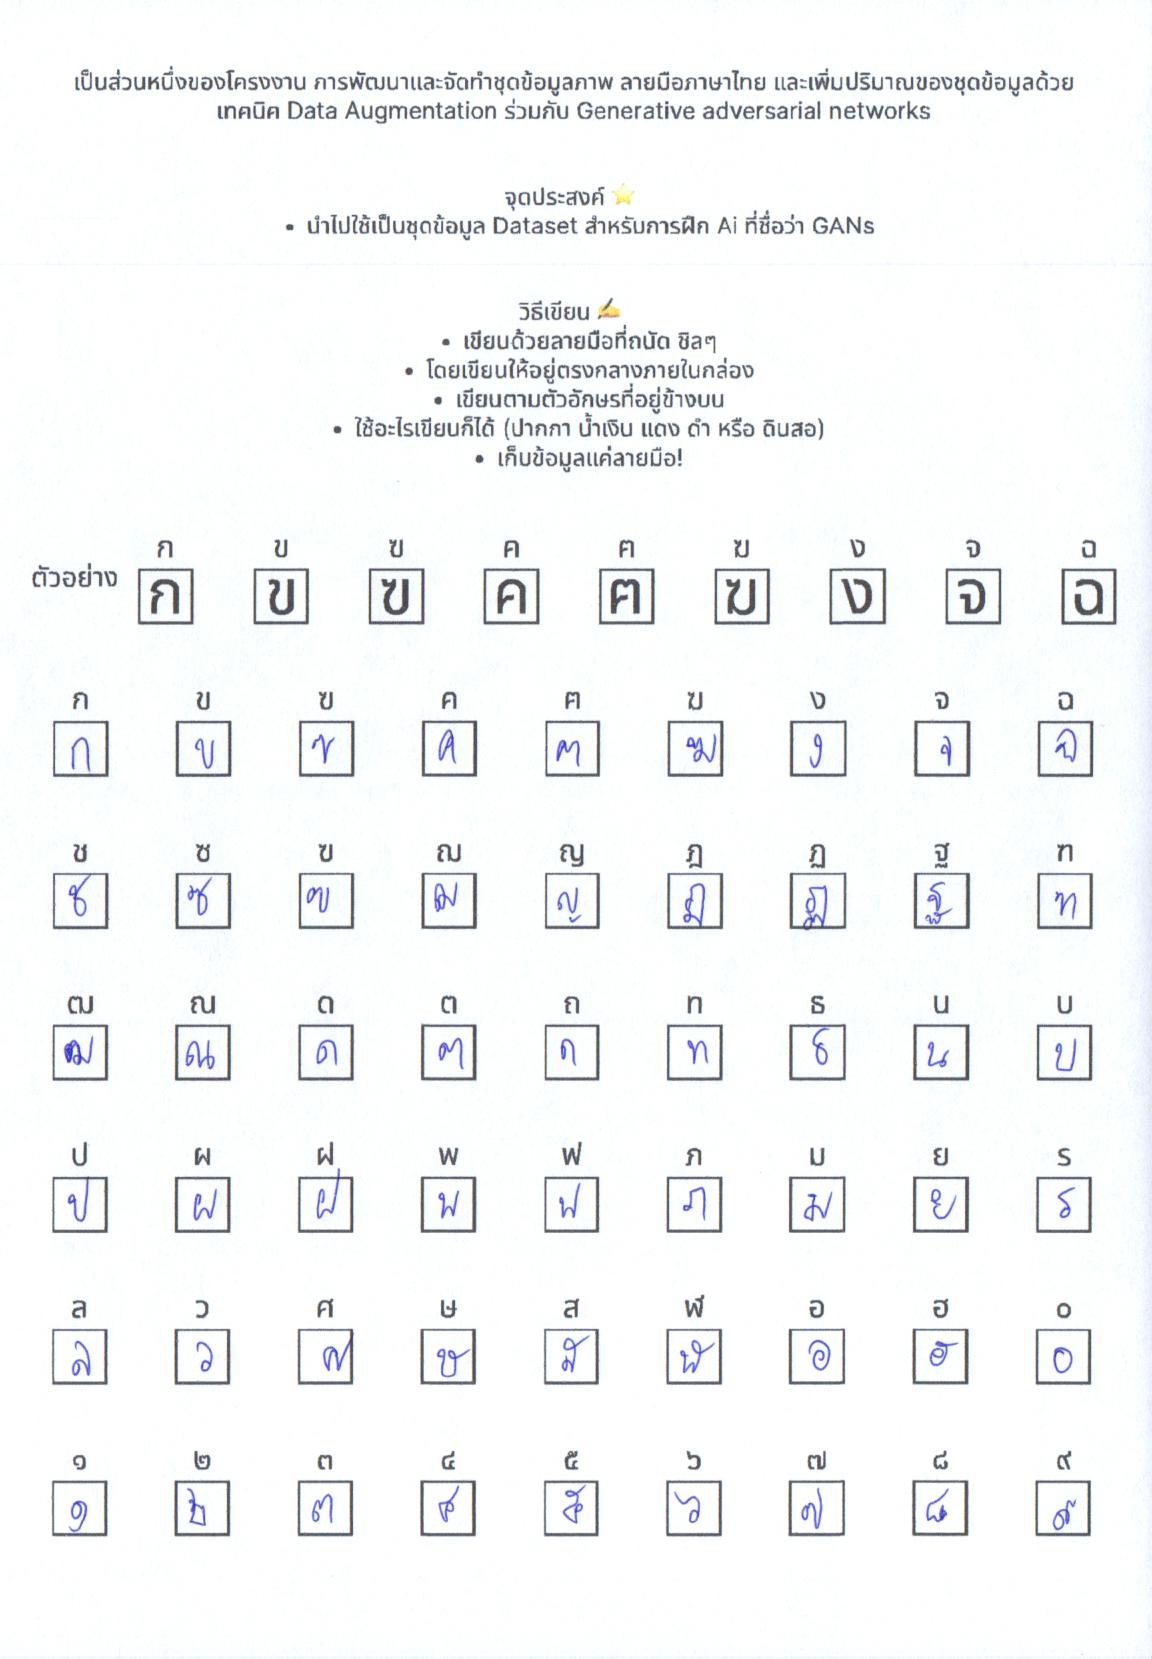 เป็นส่วนหนึ่งของโครงงาน การพัฒนาและจัดทำชุดข้อมูลภาพ ลายมือภาษาไทย และเพิ่มปริมาณของชุดข้อมูลด้วย
เทคนิค Data Augmentation ร่วมกับ Generative adversarial networks
จุดประสงค์ ⭐
• นำไปใช้เป็นชุดข้อมูล Dataset สำหรับการฝึก Ai ที่ชื่อว่า GANs
วิธีเขียน ✍️
• เขียนด้วยลายมือที่ถนัด ชิลๆ
• โดยเขียนให้อยู่ตรงกลางภายในกล่อง
• เขียนตามตัวอักษรที่อยู่ข้างบน
• ใช้อะไรเขียนก็ได้ (ปากกา น้ำเงิน แดง ดำ หรือ ดินสอ)
• เก็บข้อมูลแค่ลายมือ!
ก ข ฃ ค ฅ ฆ ง จ ฉ
ตัวอย่าง ก ข ฃ ค ฅ ฆ ง จ ฉ
ก ข ฃ ค ฅ ฆ ง จ ฉ
ก ข ฃ ค ฅ ฆ ง จ ฉ
ช ซ ฃ ฌ ญ ฎ ฏ ฐ ฑ
ช ซ ฃ ฌ ญ ฎ ฏ ฐ ฑ
ฒ ณ ด ต ถ ท ธ น บ
ฒ ณ ด ต ถ ท ธ น บ
ป ผ ฝ พ ฟ ภ ม ย ร
ป ผ ฝ พ ฟ ภ ม ย ร
ล ว ศ ษ ส ฬ อ ฮ ๐
ล ว ศ ษ ส ฬ อ ฮ ๐
๑ ๒ ๓ ๔ ๕ ๖ ๗ ๘ ๙
๑ ๒ ๓ ๔ ๕ ๖ ๗ ๘ ๙